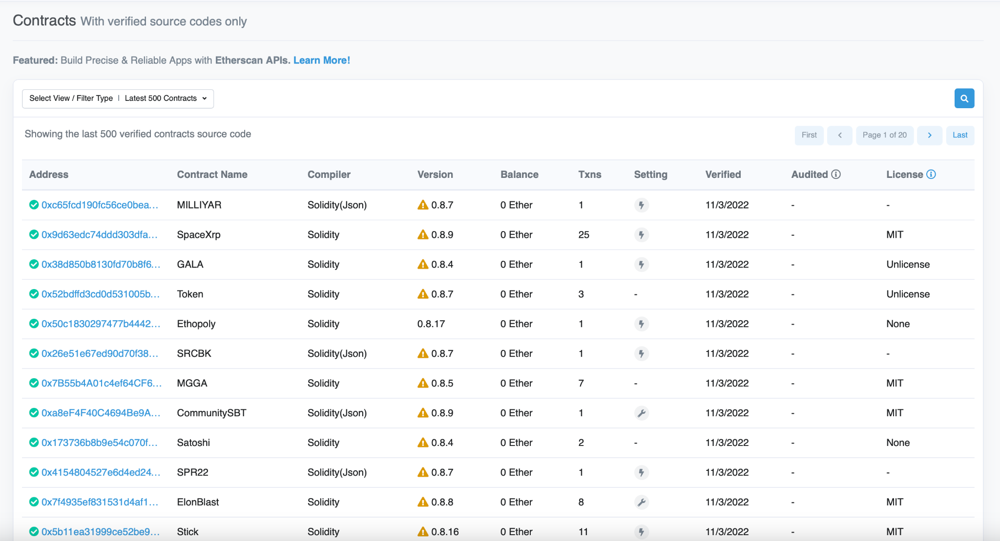 Contracts With verified source codes only
Featured: Build Precise & Reliable Apps with Etherscan APIs. Learn More!
Select View / Filter Type | Latest 500 Contracts
Showing the last 500 verified contracts source code
First Page 1 of 20 Last
Address Contract Name Compiler Version Balance Txns Setting Verified Audited License
0xc65fcd190fc56ce0bea... MILLIYAR Solidity(Json) 0.8.7 0 Ether 1 11/3/2022 - -
0x9d63edc74ddd303dfa... SpaceXrp Solidity 0.8.9 0 Ether 25 11/3/2022 - MIT
0x38d850b8130fd70b8f6... GALA Solidity 0.8.4 0 Ether 1 11/3/2022 - Unlicense
0x52bdffd3cd0d531005b... Token Solidity 0.8.7 0 Ether 3 - 11/3/2022 - Unlicense
0x50c1830297477b4442... Ethopoly Solidity 0.8.17 0 Ether 1 11/3/2022 - None
0x26e51e67ed90d70f38... SRCBK Solidity(Json) 0.8.7 0 Ether 1 11/3/2022 - -
0x7B55b4A01c4ef64CF6... MGGA Solidity 0.8.5 0 Ether 7 - 11/3/2022 - MIT
0xa8eF4F40C4694Be9A... CommunitySBT Solidity(Json) 0.8.9 0 Ether 1 11/3/2022 - MIT
0x173736b8b9e54c070f... Satoshi Solidity 0.8.4 0 Ether 2 - 11/3/2022 - None
0x4154804527e6d4ed24... SPR22 Solidity(Json) 0.8.7 0 Ether 1 11/3/2022 - -
0x7f4935ef831531d4af1... ElonBlast Solidity 0.8.8 0 Ether 8 11/3/2022 - MIT
0x5b11ea31999ce52be9... Stick Solidity 0.8.16 0 Ether 11 11/3/2022 - MIT